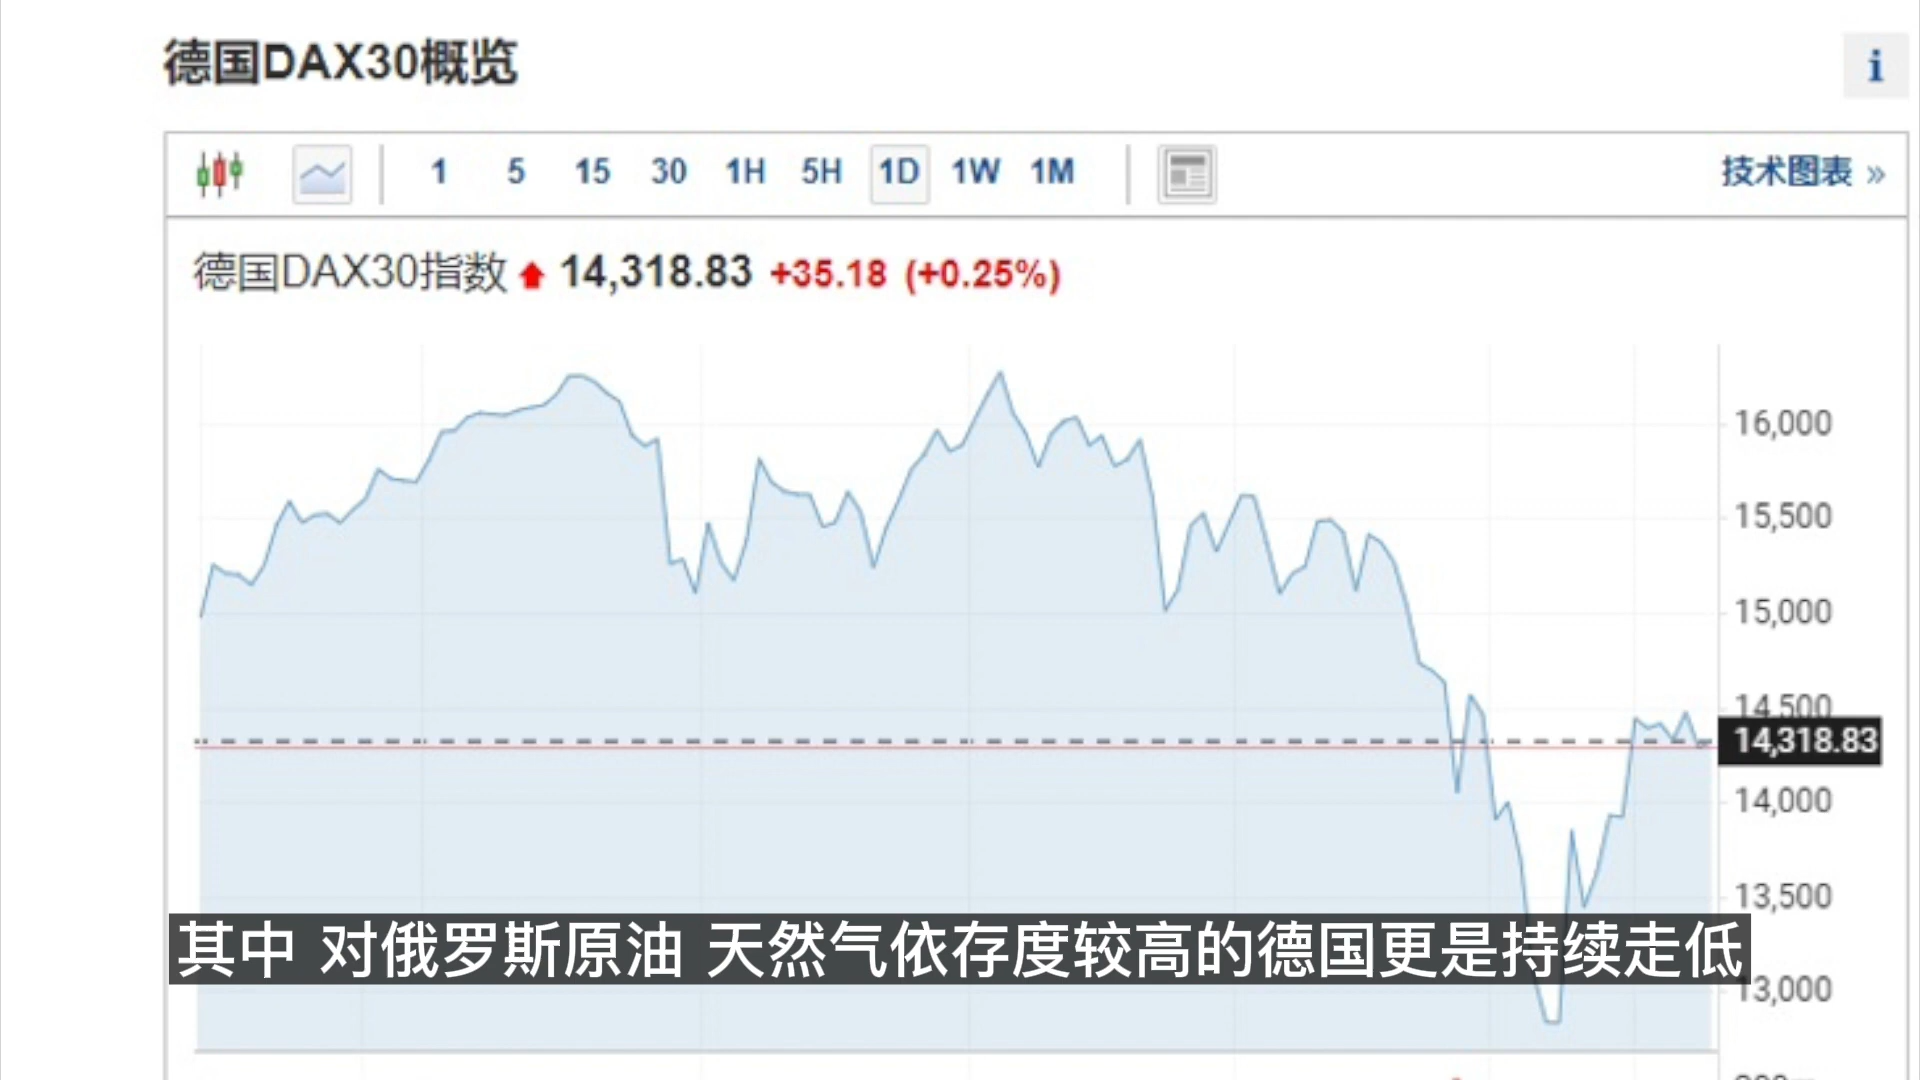 德国DAX30概览
i
1 5 15 30 1H 5H 1D 1W 1M
技术图表 »
德国DAX30指数 14,318.83 +35.18 (+0.25%)
16,000
15,500
15,000
14,500
14,318.83
14,000
13,500
其中 对俄罗斯原油 天然气依存度较高的德国更是持续走低
13,000